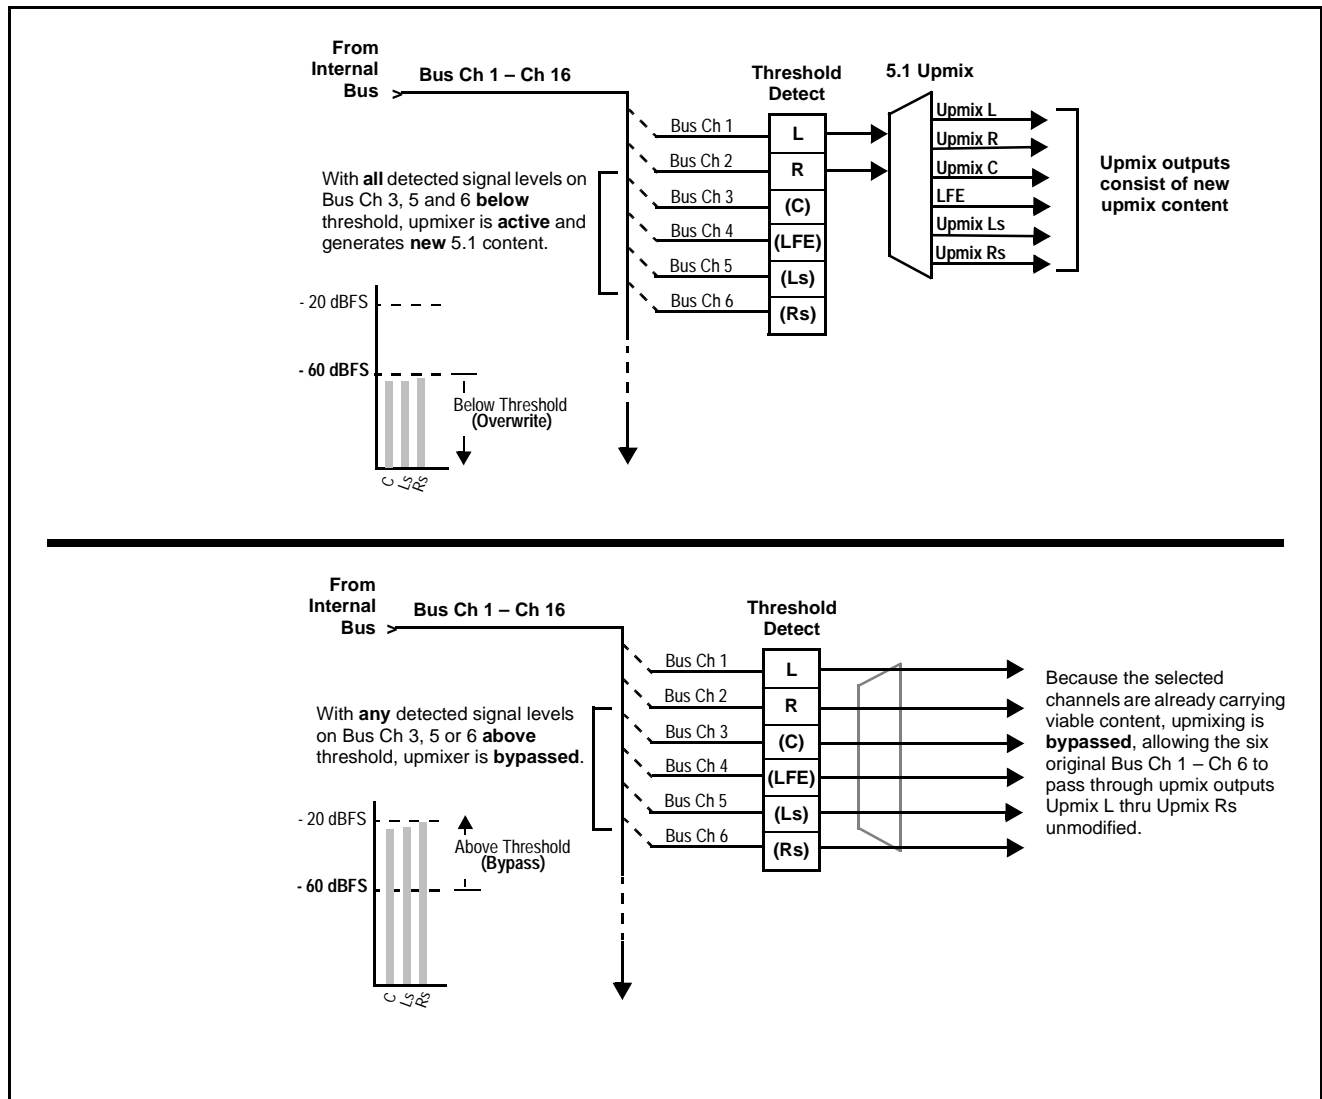 From
Internal
Bus
Bus Ch 1 – Ch 16
>
Threshold
Detect
5.1 Upmix
Bus Ch 1
Bus Ch 2
Bus Ch 3
Bus Ch 4
Bus Ch 5
Bus Ch 6
L
R
(C)
(LFE)
(Ls)
(Rs)
Upmix L
Upmix R
Upmix C
LFE
Upmix Ls
Upmix Rs
Upmix outputs
consist of new
upmix content
With all detected signal levels on
Bus Ch 3, 5 and 6 below
threshold, upmixer is active and
generates new 5.1 content.
- 20 dBFS
- 60 dBFS
Below Threshold
(Overwrite)
C
Ls
Rs
From
Internal
Bus
Bus Ch 1 – Ch 16
>
Threshold
Detect
Bus Ch 1
Bus Ch 2
Bus Ch 3
Bus Ch 4
Bus Ch 5
Bus Ch 6
L
R
(C)
(LFE)
(Ls)
(Rs)
Because the selected
channels are already carrying
viable content, upmixing is
bypassed, allowing the six
original Bus Ch 1 – Ch 6 to
pass through upmix outputs
Upmix L thru Upmix Rs
unmodified.
With any detected signal levels
on Bus Ch 3, 5 or 6 above
threshold, upmixer is bypassed.
- 20 dBFS
- 60 dBFS
Above Threshold
(Bypass)
C
Ls
Rs